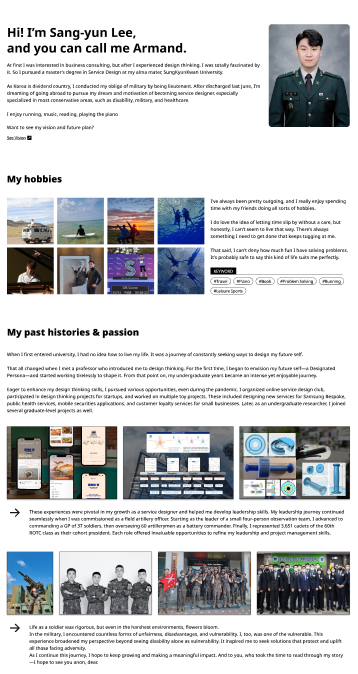 Hi! I'm Sang-yun Lee,
and you can call me Armand.
At first I was interested in business consulting, but after I experienced design thinking. I was totally fascinated by
it. So I pursued a master's degree in Service Design at my alma mater, SungKyunKwan University.
As Korea is dividend country, I conducted my oblige of military by being lieutenant. After discharged last June, I'm
dreaming of going abroad to pursue my dream and motivation of becoming service designer, especially
specialized in most conservative areas, such as disability, military, and healthcare.
I enjoy running, music, reading, playing the piano
Want to see my vision and future plan?
See Vision
My hobbies
I've always been pretty outgoing, and I really enjoy spending
time with my friends doing all sorts of hobbies.
I do love the idea of letting time slip by without a care, but
honestly, I can't seem to live that way. There's always
something I need to get done that keeps tugging at me.
That said, I can't deny how much fun I have solving problems.
It's probably safe to say this kind of life suits me perfectly.
KEYWORD
#Travel #Piano #Book #Problem Solving #Running
#Leisure Sports
My past histories & passion
When I first entered university, I had no idea how to live my life. It was a journey of constantly seeking ways to design my future self.
That all changed when I met a professor who introduced me to design thinking. For the first time, I began to envision my future self—a Designated
Persona—and started working tirelessly to shape it. From that point on, my undergraduate years became an intense yet enjoyable journey.
Eager to enhance my design thinking skills, I pursued various opportunities, even during the pandemic. I organized online service design club,
participated in design thinking projects for startups, and worked on multiple toy projects. These included designing new services for Samsung Bespoke,
public transport services, mobile securities applications, and customer loyalty services for small businesses. Later, as an undergraduate researcher, I joined
several graduate-level projects as well.
These experiences were pivotal in my growth as a service designer and helped me develop leadership skills. My leadership journey continued
seamlessly when I was commissioned as a field artillery officer. Starting as the leader of a small four-person observation team, I advanced to
commanding a GP of 37 soldiers, then overseeing 60 artillerymen as a battery commander. Finally, I represented 3,651 cadets of the 60th
ROTC class as their cohort president. Each role offered invaluable opportunities to refine my leadership and project management skills.
Life as a soldier was rigorous, but even in the harshest environments, flowers bloom.
In the military, I encountered countless forms of unfairness, disadvantages, and vulnerability. I, too, was one of the vulnerable. This
experience broadened my perspective beyond seeing disability alone as vulnerability. It inspired me to seek solutions that protect and uplift
all those facing adversity.
As I continue this journey, I hope to keep growing and making a meaningful impact. And to you, who took the time to read through my story
—I hope to see you anon, dear.